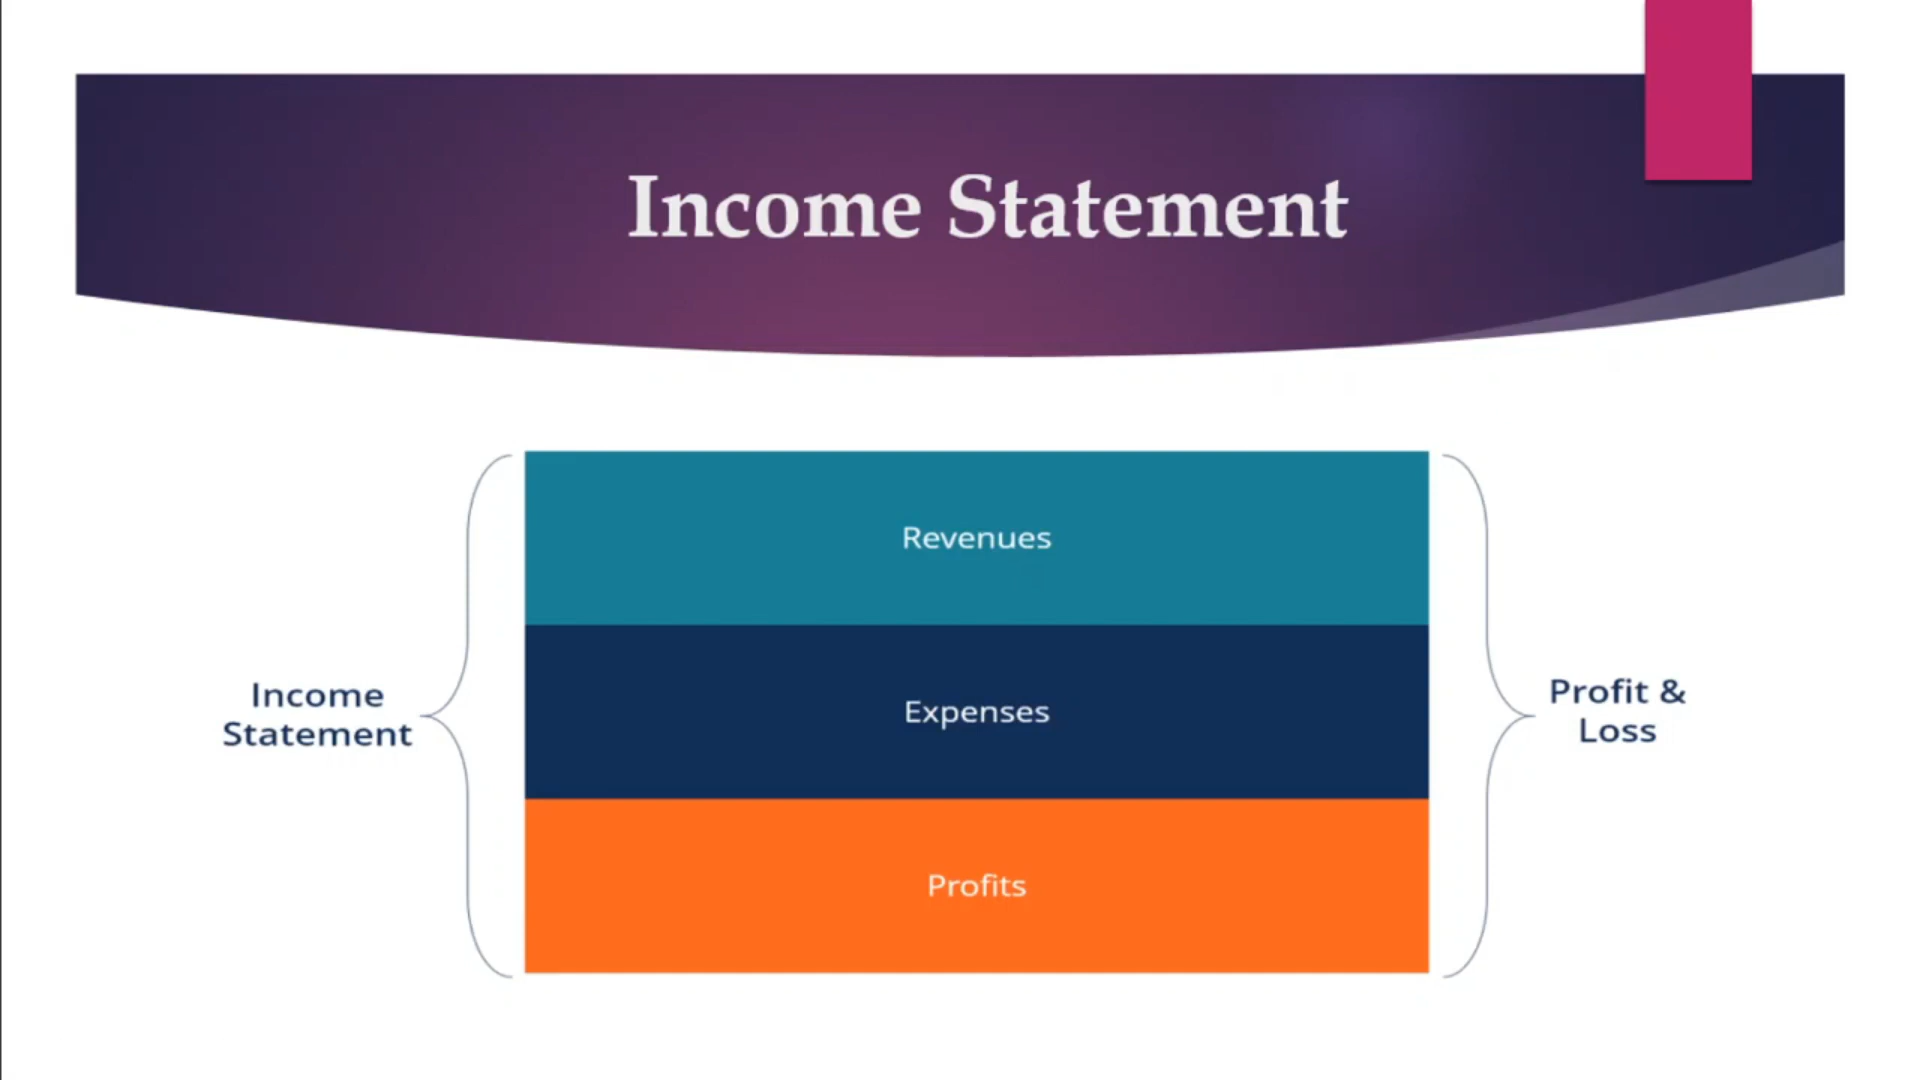 Income Statement
Revenues
Expenses
Profits
Income
Statement
Profit &
Loss